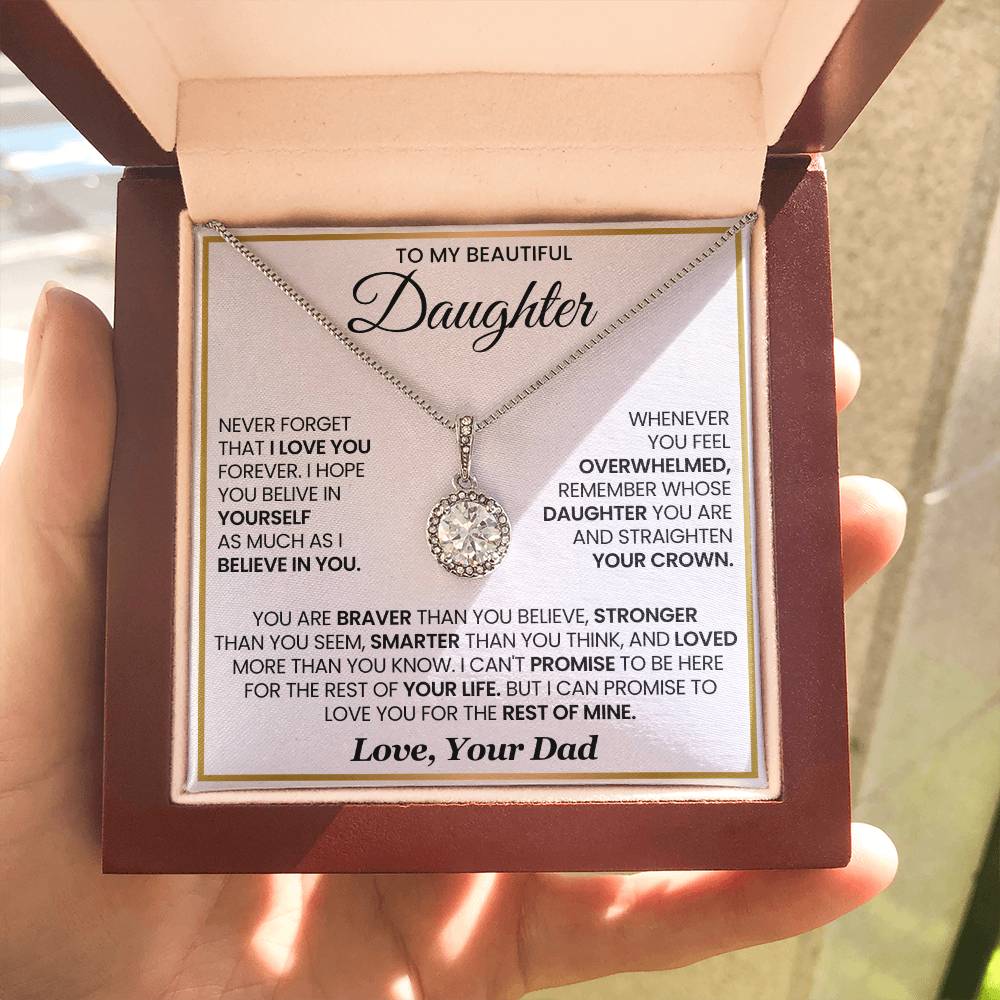 TO MY BEAUTIFUL
Daughter
NEVER FORGET
THAT I LOVE YOU
FOREVER. I HOPE
YOU BELIVE IN
YOURSELF
AS MUCH AS I
BELIEVE IN YOU.
WHENEVER
YOU FEEL
OVERWHELMED,
REMEMBER WHOSE
DAUGHTER YOU ARE
AND STRAIGHTEN
YOUR CROWN.
YOU ARE BRAVER THAN YOU BELIEVE, STRONGER
THAN YOU SEEM, SMARTER THAN YOU THINK, AND LOVED
MORE THAN YOU KNOW. I CAN'T PROMISE TO BE HERE
FOR THE REST OF YOUR LIFE. BUT I CAN PROMISE TO
LOVE YOU FOR THE REST OF MINE.
Love, Your Dad